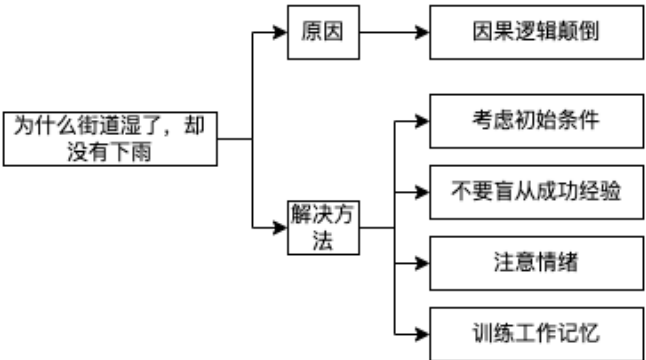 原因
因果逻辑颠倒
为什么街道湿了，却
没有下雨
解决方
法
考虑初始条件
不要盲从成功经验
注意情绪
训练工作记忆